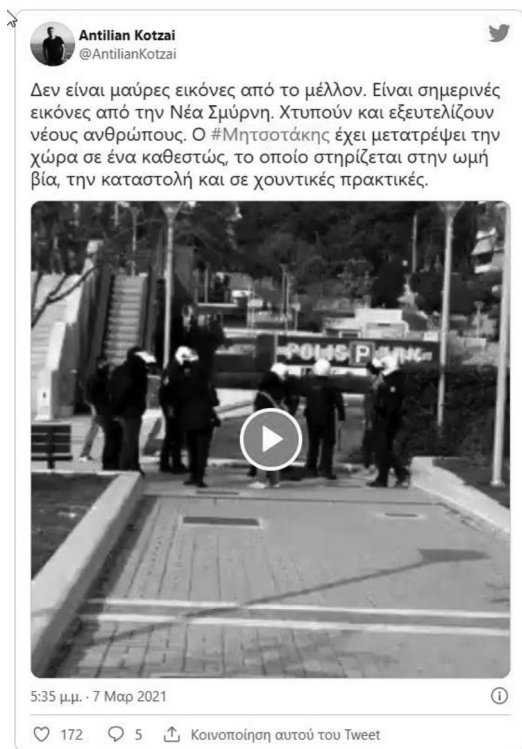 Antilian Kotzai
@AntilianKotzai
Δεν είναι μαύρες εικόνες από το μέλλον. Είναι σημερινές
εικόνες από την Νέα Σμύρνη. Χτυπούν και εξευτελίζουν
νέους ανθρώπους. Ο #Μητσοτάκης έχει μετατρέψει την
χώρα σε ένα καθεστώς, το οποίο στηρίζεται στην ωμή
βία, την καταστολή και σε χουντικές πρακτικές.
POLIS P
5:35 μ.μ. · 7 Μαρ 2021
172 5 Κοινοποίηση αυτού του Tweet